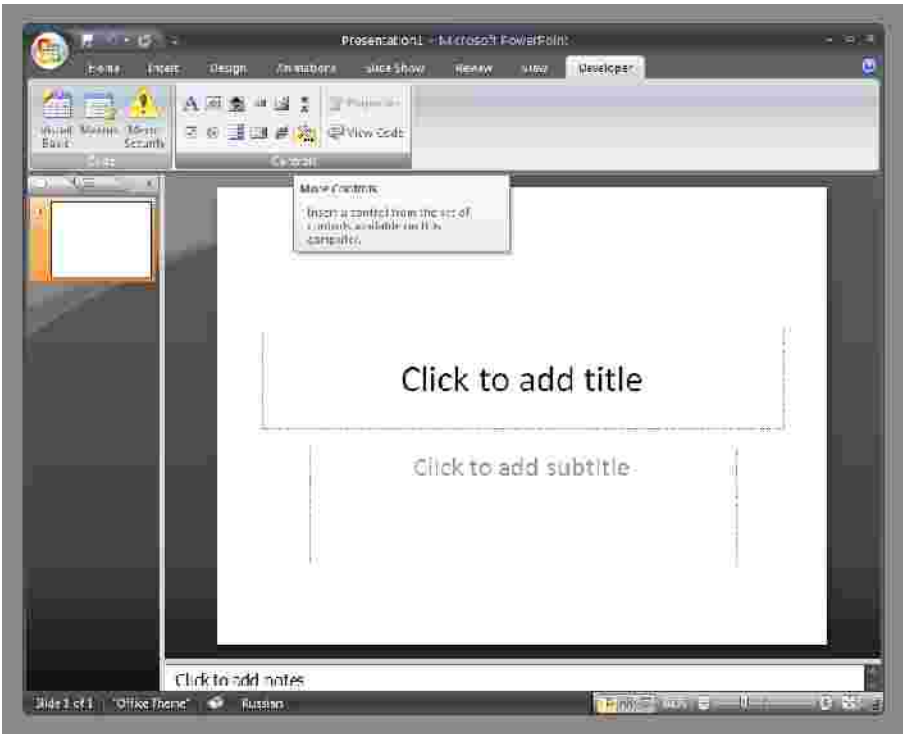 Presentation1 - Microsoft PowerPoint
Home Insert Design Animations Slide Show Review View Developer
Visual Basic Macros Macro Security Properties
View Code
Code Controls
More Controls
Insert a control from the set of
controls available on this
computer.
1
Click to add title
Click to add subtitle
Click to add notes
Slide 1 of 1 "Office Theme" Russian